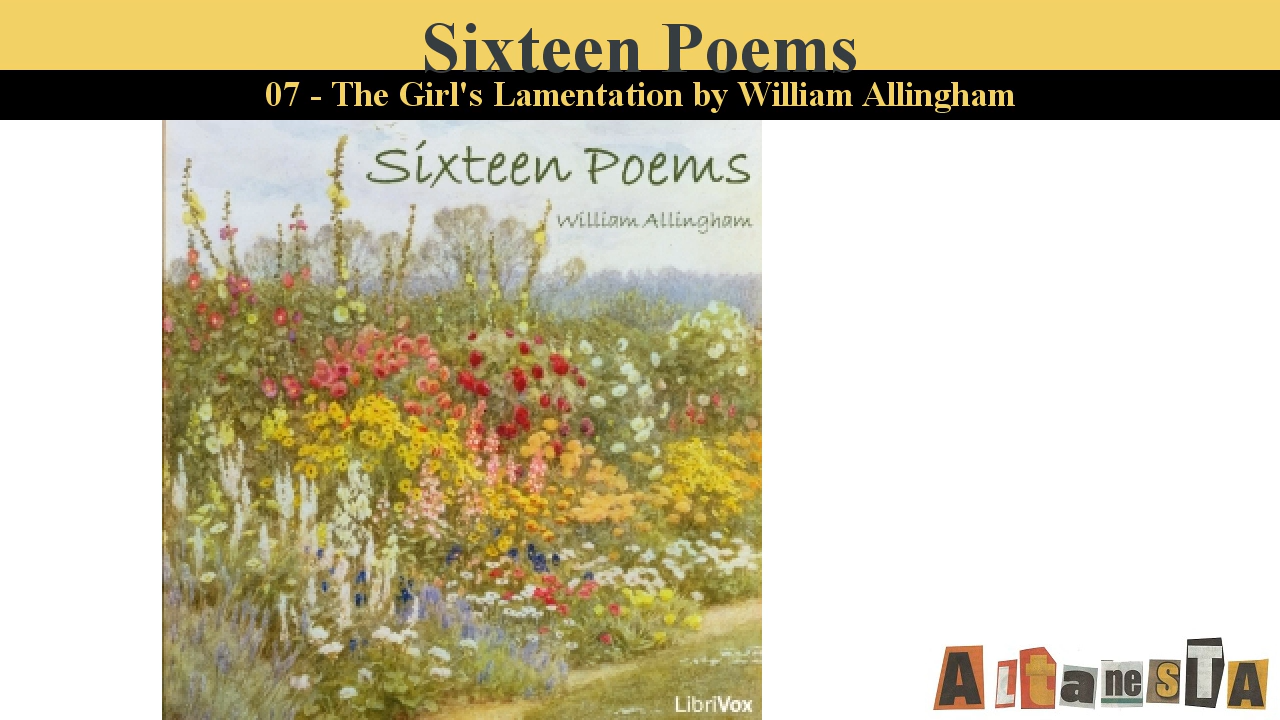 Sixteen Poems
07 - The Girl's Lamentation by William Allingham
Sixteen Poems
William Allingham
LibriVox
AltanesTA